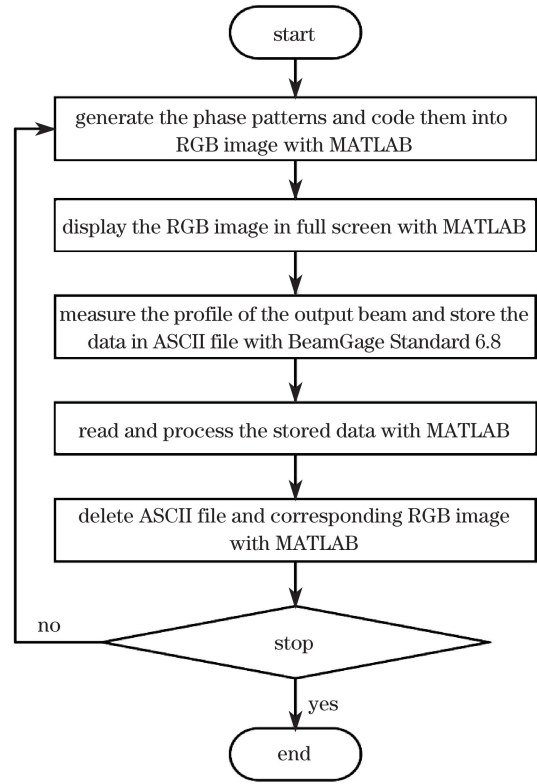 start
generate the phase patterns and code them into
RGB image with MATLAB
display the RGB image in full screen with MATLAB
measure the profile of the output beam and store the
data in ASCII file with BeamGage Standard 6.8
read and process the stored data with MATLAB
delete ASCII file and corresponding RGB image
with MATLAB
no
stop
yes
end